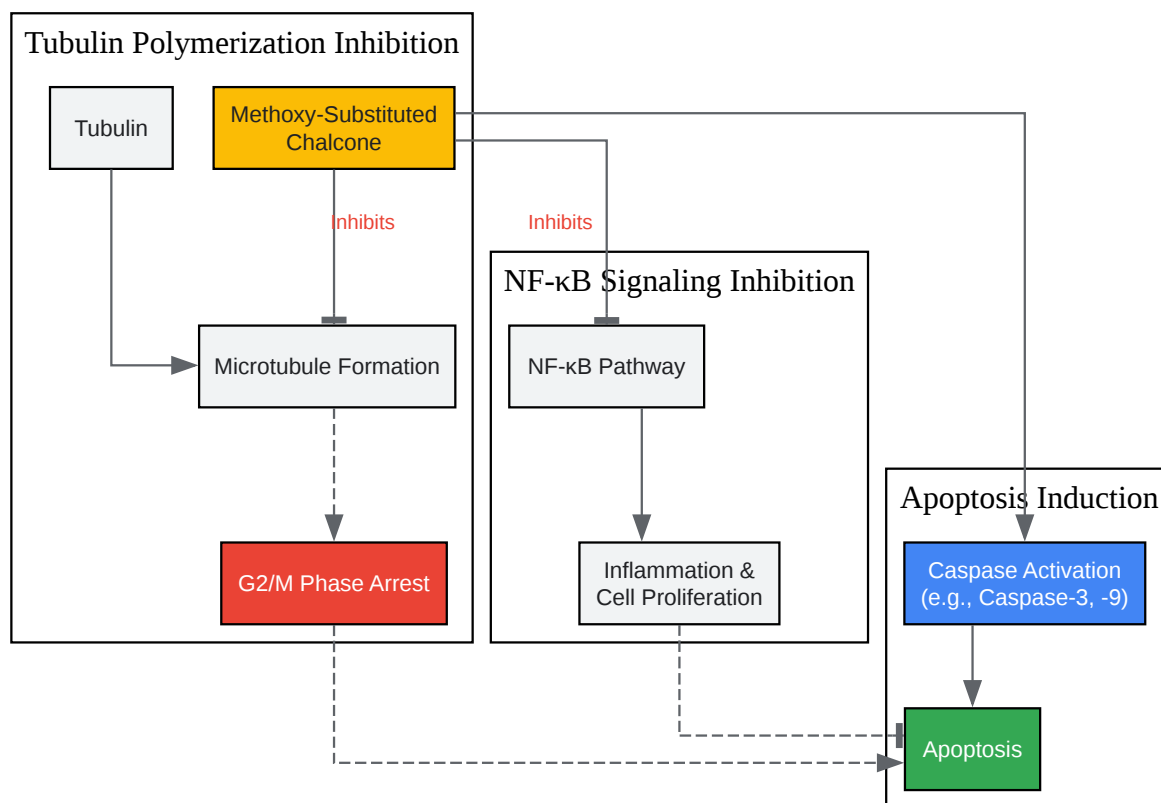 Tubulin Polymerization Inhibition
Tubulin
Methoxy-Substituted
Chalcone
Inhibits
Inhibits
NF-κB Signaling Inhibition
Microtubule Formation
NF-κB Pathway
Apoptosis Induction
G2/M Phase Arrest
Inflammation &
Cell Proliferation
Caspase Activation
(e.g., Caspase-3, -9)
Apoptosis